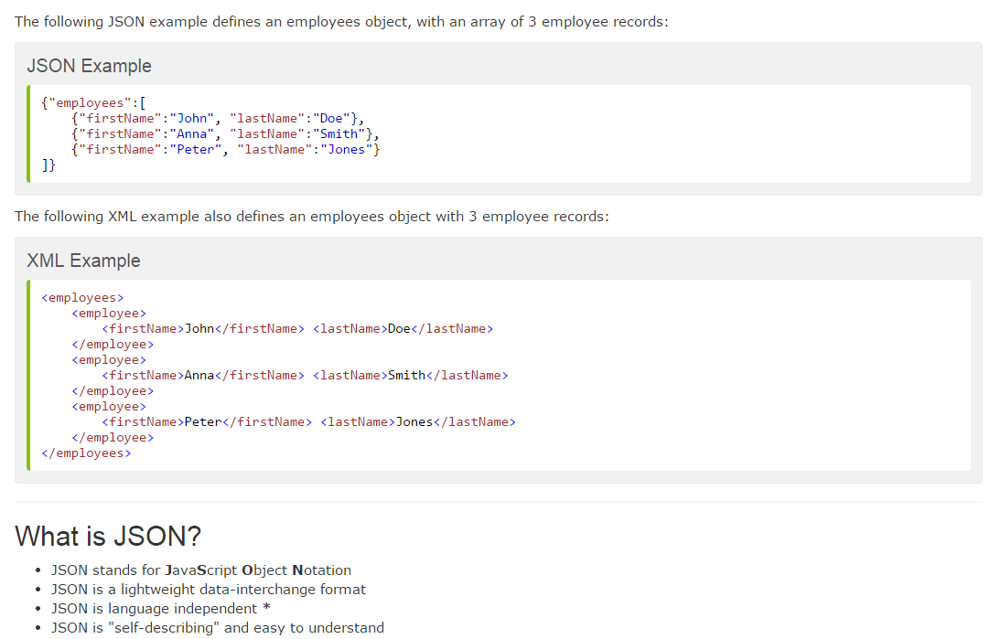 The following JSON example defines an employees object, with an array of 3 employee records:
JSON Example
{"employees":[
    {"firstName":"John", "lastName":"Doe"},
    {"firstName":"Anna", "lastName":"Smith"},
    {"firstName":"Peter", "lastName":"Jones"}
]}
The following XML example also defines an employees object with 3 employee records:
XML Example
<employees>
    <employee>
        <firstName>John</firstName> <lastName>Doe</lastName>
    </employee>
    <employee>
        <firstName>Anna</firstName> <lastName>Smith</lastName>
    </employee>
    <employee>
        <firstName>Peter</firstName> <lastName>Jones</lastName>
    </employee>
</employees>
What is JSON?
• JSON stands for JavaScript Object Notation
• JSON is a lightweight data-interchange format
• JSON is language independent *
• JSON is "self-describing" and easy to understand